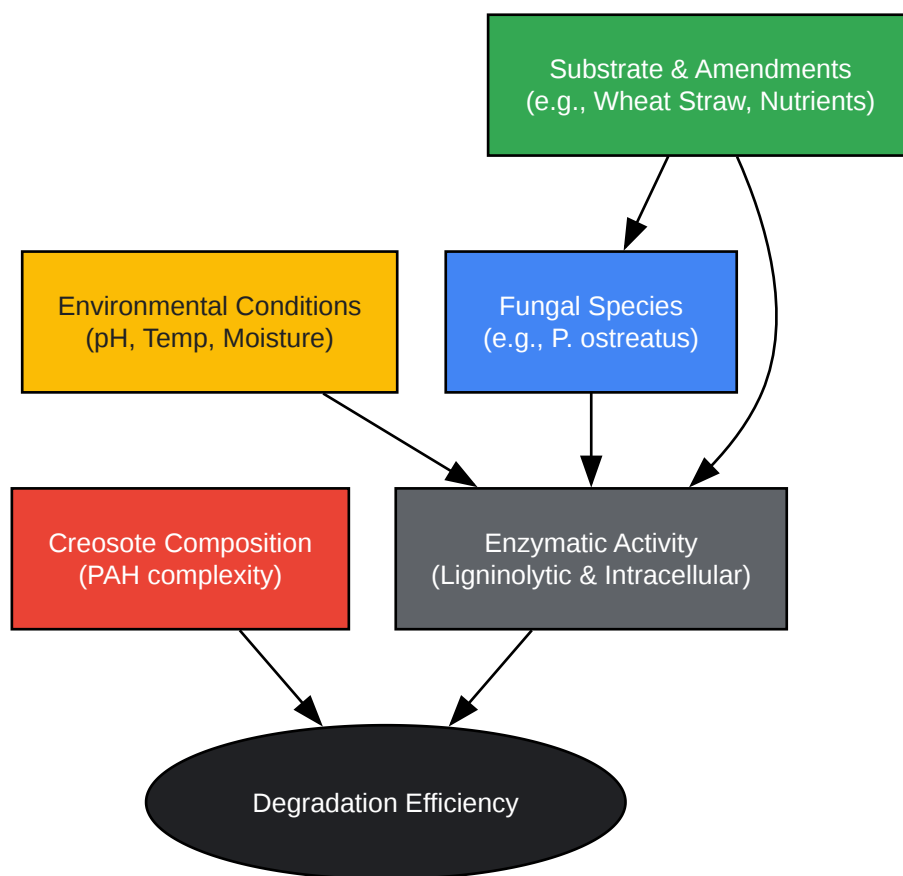 Substrate & Amendments
(e.g., Wheat Straw, Nutrients)
Environmental Conditions
(pH, Temp, Moisture)
Fungal Species
(e.g., P. ostreatus)
Creosote Composition
(PAH complexity)
Enzymatic Activity
(Ligninolytic & Intracellular)
Degradation Efficiency